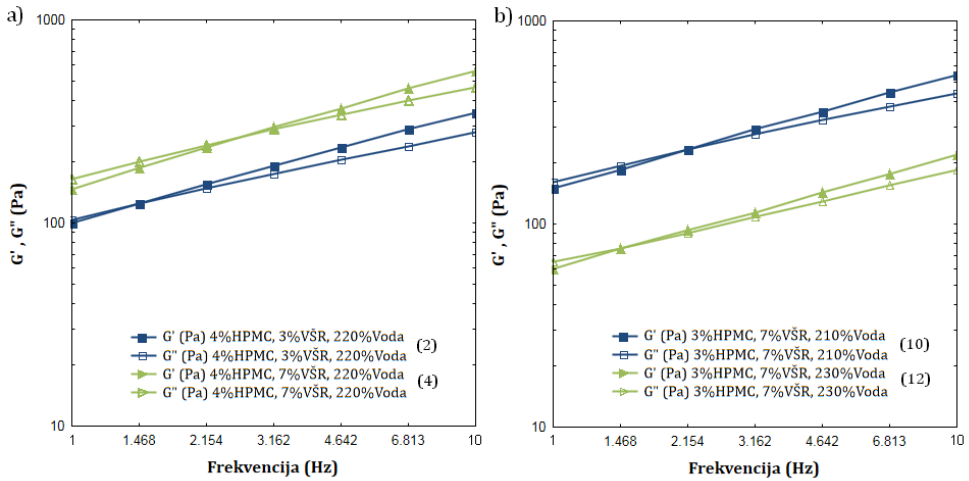 a)
1000
100
10
G' , G" (Pa)
G' (Pa) 4%HPMC, 3%VŠR, 220%Voda
G" (Pa) 4%HPMC, 3%VŠR, 220%Voda
(2)
G' (Pa) 4%HPMC, 7%VŠR, 220%Voda
G" (Pa) 4%HPMC, 7%VŠR, 220%Voda
(4)
1 1.468 2.154 3.162 4.642 6.813 10
Frekvencija (Hz)
b)
1000
100
10
G' , G" (Pa)
G' (Pa) 3%HPMC, 7%VŠR, 210%Voda
G" (Pa) 3%HPMC, 7%VŠR, 210%Voda
(10)
G' (Pa) 3%HPMC, 7%VŠR, 230%Voda
G" (Pa) 3%HPMC, 7%VŠR, 230%Voda
(12)
1 1.468 2.154 3.162 4.642 6.813 10
Frekvencija (Hz)